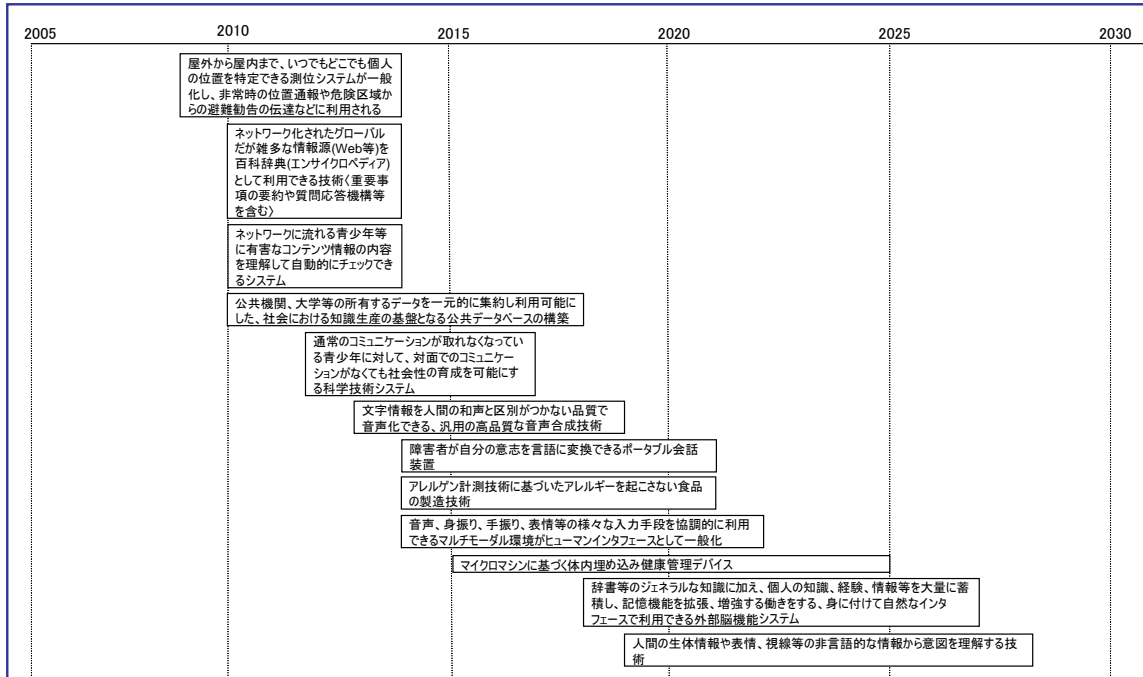 2005 2010 2015 2020 2025 2030
屋外から屋内まで、いつでもどこでも個人
の位置を特定できる測位システムが一般
化し、非常時の位置通報や危険区域か
らの避難勧告の伝達などに利用される
ネットワーク化されたグローバル
だが雑多な情報源(Web等)を
百科辞典(エンサイクロペディア)
として利用できる技術〈重要事
項の要約や質問応答機構等
を含む〉
ネットワークに流れる青少年等
に有害なコンテンツ情報の内容
を理解して自動的にチェックでき
るシステム
公共機関、大学等の所有するデータを一元的に集約し利用可能に
した、社会における知識生産の基盤となる公共データベースの構築
通常のコミュニケーションが取れなくなってい
る青少年に対して、対面でのコミュニケー
ションがなくても社会性の育成を可能にす
る科学技術システム
文字情報を人間の和声と区別がつかない品質で
音声化できる、汎用の高品質な音声合成技術
障害者が自分の意志を言語に変換できるポータブル会話
装置
アレルゲン計測技術に基づいたアレルギーを起こさない食品
の製造技術
音声、身振り、手振り、表情等の様々な入力手段を協調的に利用
できるマルチモーダル環境がヒューマンインタフェースとして一般化
マイクロマシンに基づく体内埋め込み健康管理デバイス
辞書等のジェネラルな知識に加え、個人の知識、経験、情報等を大量に蓄
積し、記憶機能を拡張、増強する働きをする、身に付けて自然なインタ
フェースで利用できる外部脳機能システム
人間の生体情報や表情、視線等の非言語的な情報から意図を理解する技
術